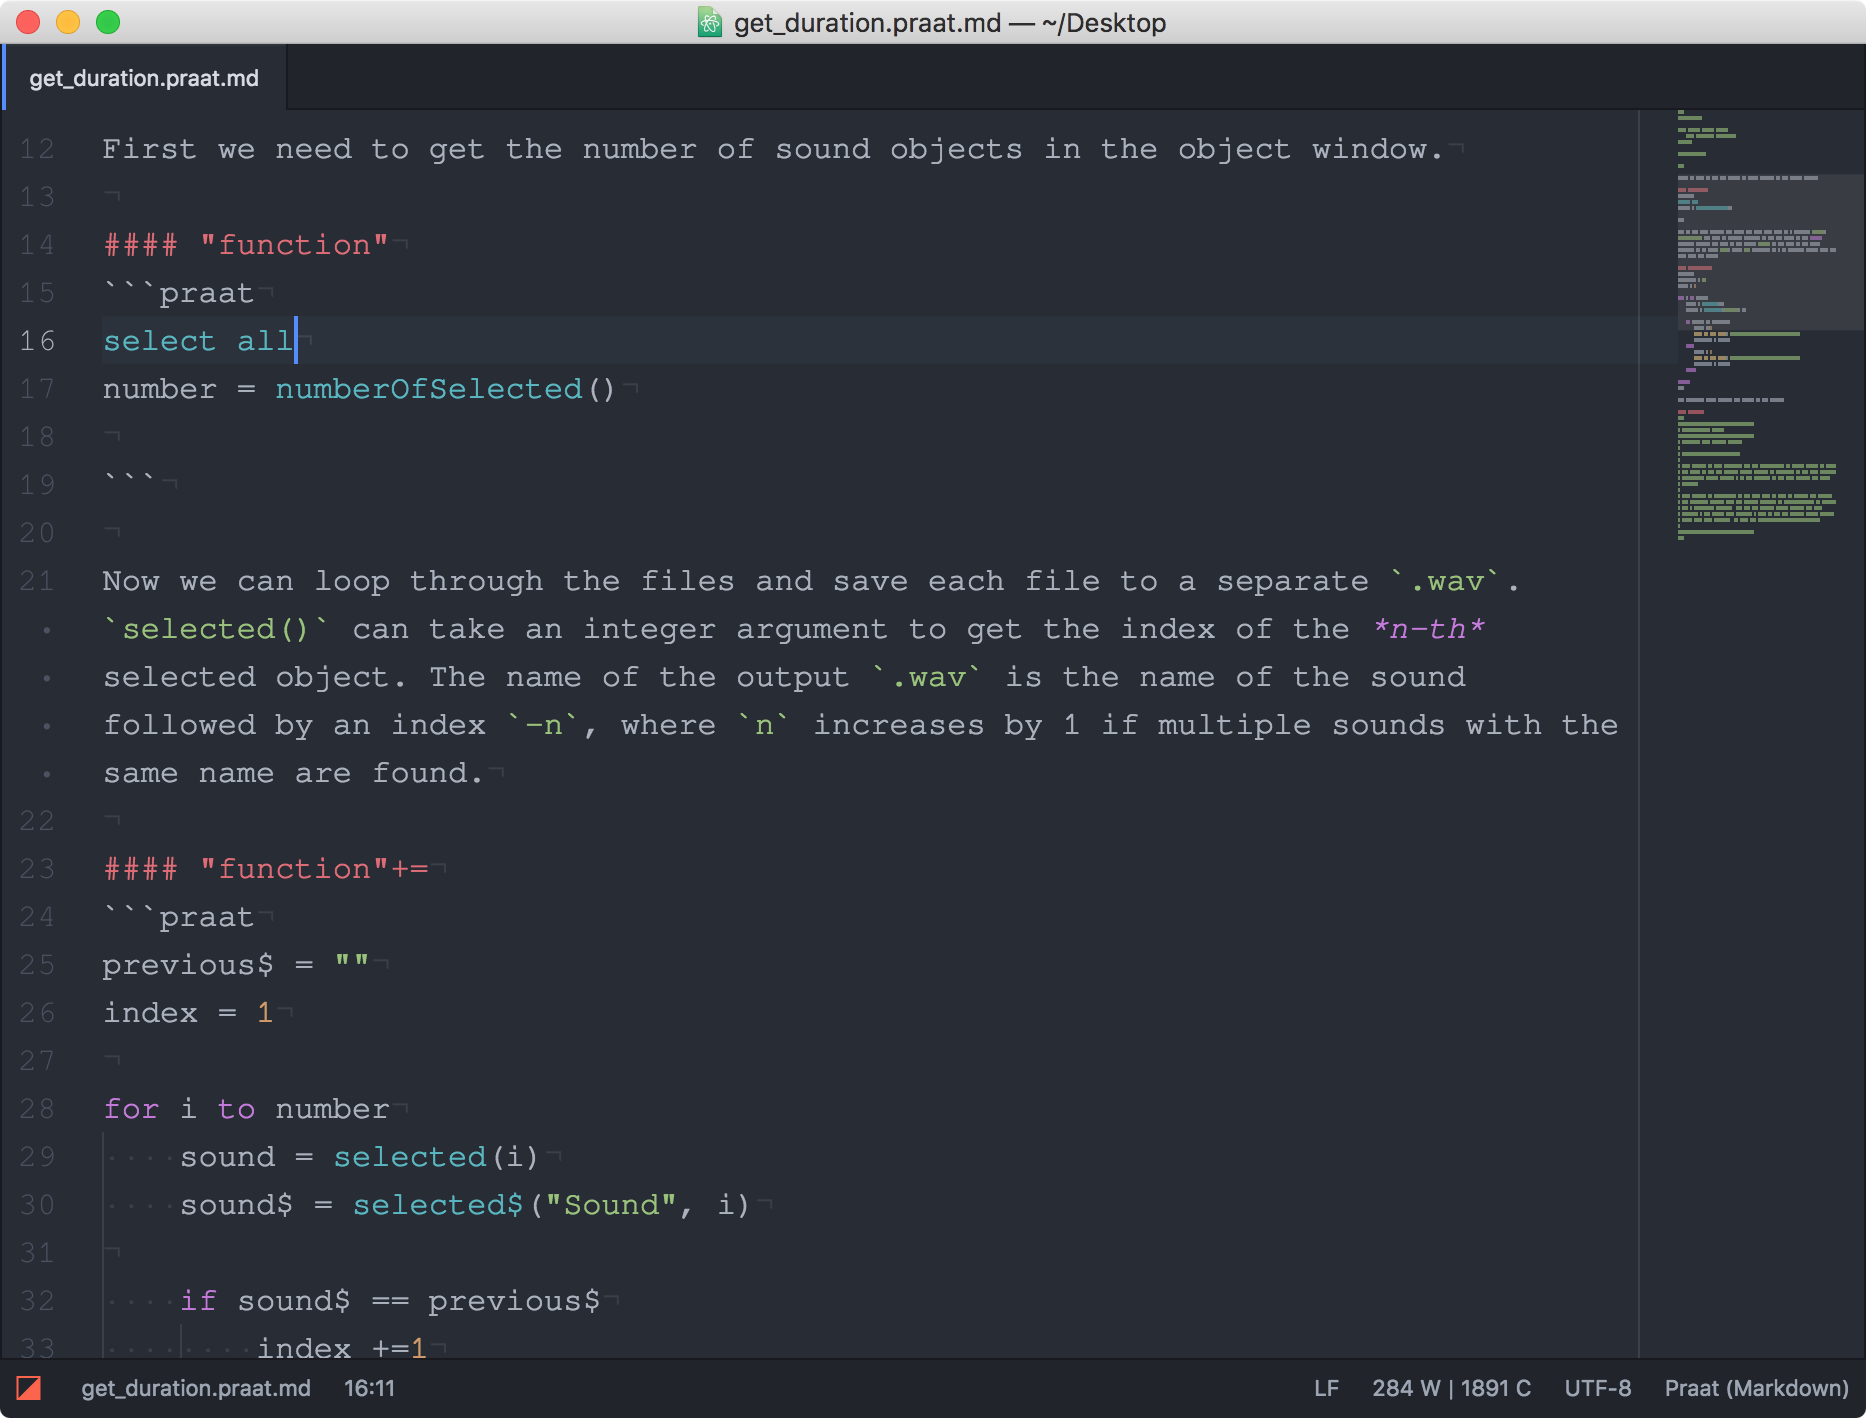 get_duration.praat.md — ~/Desktop
get_duration.praat.md
12 First we need to get the number of sound objects in the object window.¬
13 ¬
14 #### "function"¬
15 ```praat¬
16 select all¬
17 number = numberOfSelected()¬
18 ¬
19 ```¬
20 ¬
21 Now we can loop through the files and save each file to a separate `.wav`.
• `selected()` can take an integer argument to get the index of the *n-th*
• selected object. The name of the output `.wav` is the name of the sound
• followed by an index `-n`, where `n` increases by 1 if multiple sounds with the
• same name are found.¬
22 ¬
23 #### "function"+=¬
24 ```praat¬
25 previous$ = ""¬
26 index = 1¬
27 ¬
28 for i to number¬
29 ····sound = selected(i)¬
30 ····sound$ = selected$("Sound", i)¬
31 ¬
32 ····if sound$ == previous$¬
33 ········index +=1¬
get_duration.praat.md 16:11 LF 284 W | 1891 C UTF-8 Praat (Markdown)